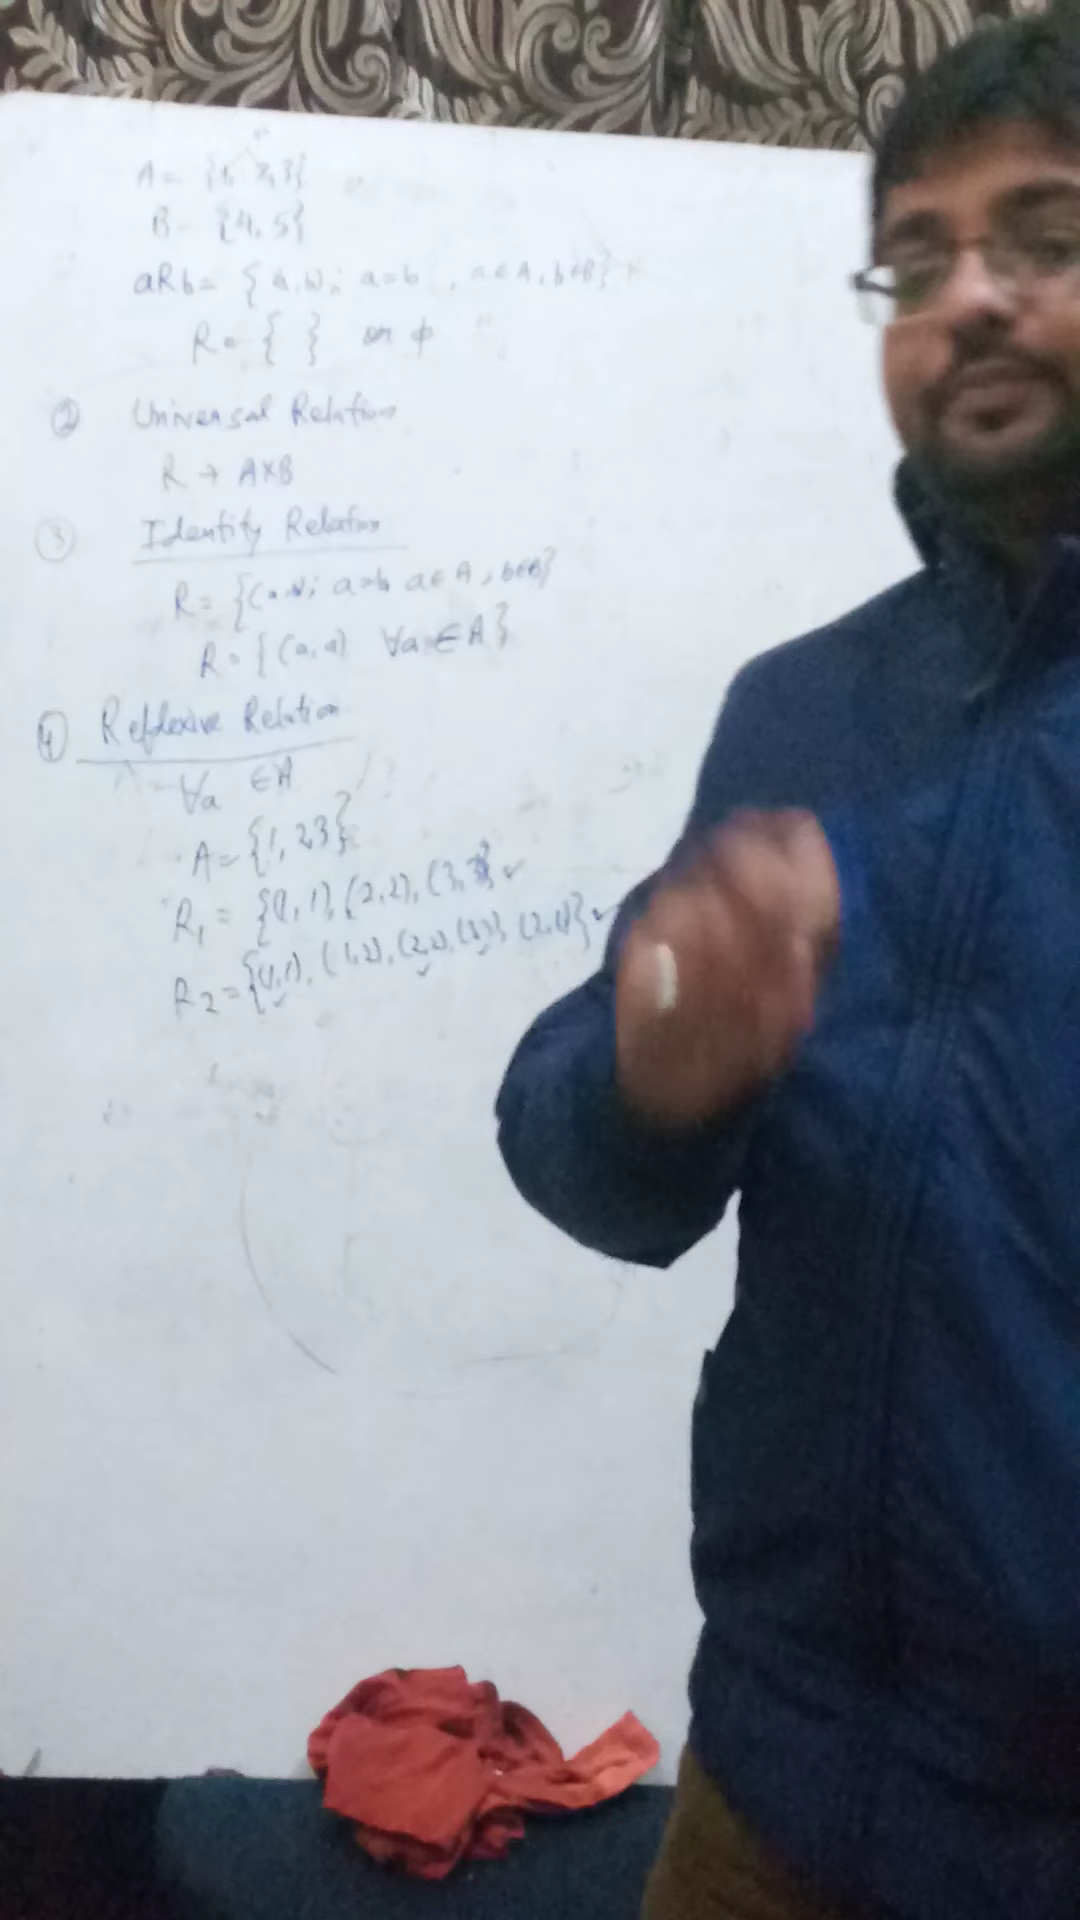 A = {1, 2,3}
B = {4, 5}
aRb = { a,b; a=b , a∈A, b∈B}
R = { } or ϕ
② Universal Relation
R → A×B
③ Identity Relation
R = {(a,b); a=b a∈A, b∈B}
R = {(a,a) ∀a ∈ A}
④ Reflexive Relation
∀a ∈ A
A = {1, 2,3}
R₁ = {(1,1), (2,2), (3,3)} ✓
R₂ = {(1,1), (1,2), (2,2), (3,3), (2,1)} ✓